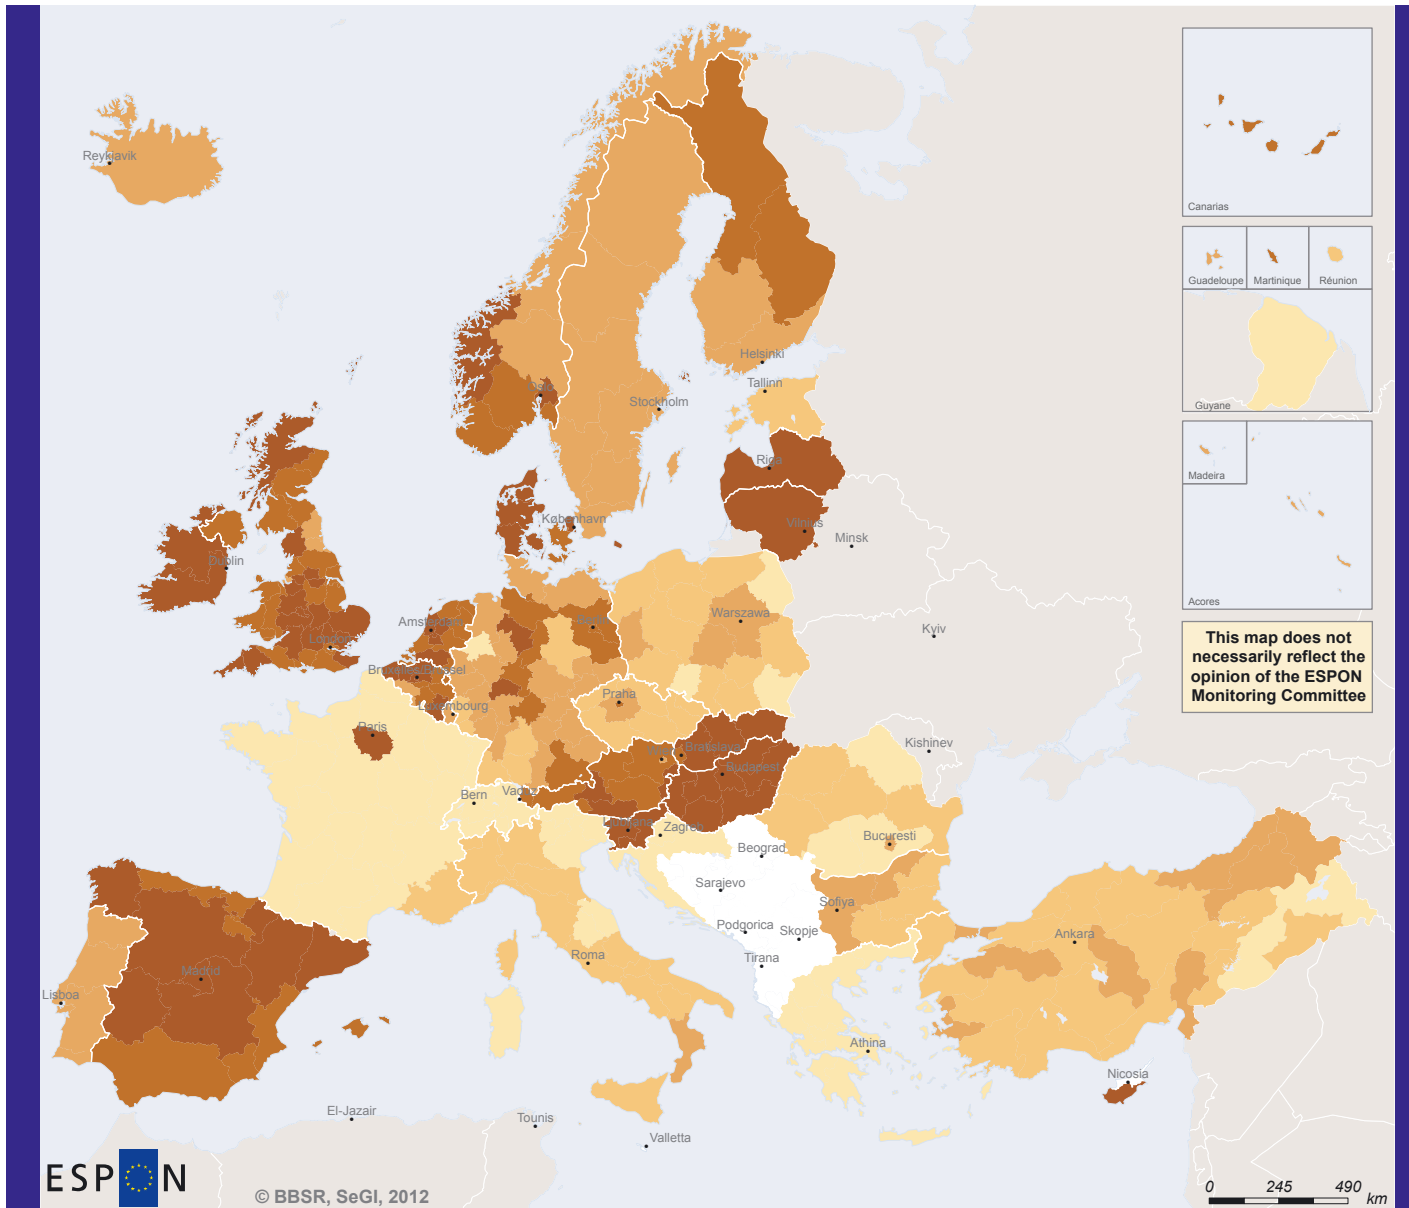 Reykjavik
Canarias
Guadeloupe
Martinique
Réunion
Helsinki
Tallinn
Oslo
Stockholm
Guyane
Riga
Madeira
København
Vilnius
Minsk
Dublin
Acores
Amsterdam
Berlin
Warszawa
Kyiv
London
This map does not
necessarily reflect the
opinion of the ESPON
Monitoring Committee
Praha
Luxembourg
Paris
Bratislava
Kishinev
Budapest
Bern
Vaduz
Ljubljana
Zagreb
Bucuresti
Beograd
Sarajevo
Sofiya
Podgorica
Skopje
Ankara
Roma
Tirana
Madrid
Lisboa
Athina
Nicosia
El-Jazair
Tounis
Valletta
ESPON
© BBSR, SeGI, 2012
0 245 490
km